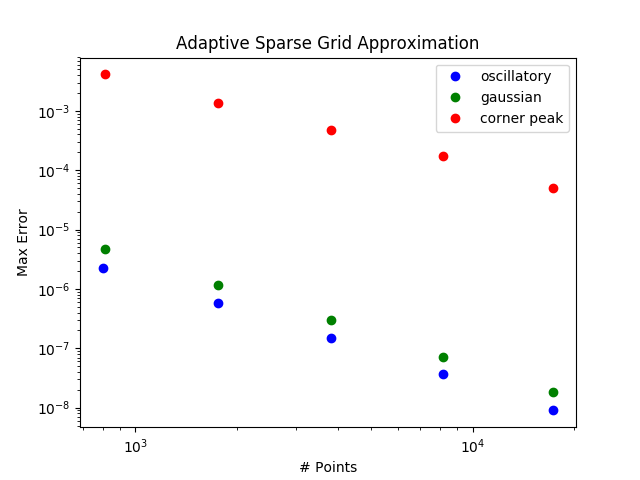 Adaptive Sparse Grid Approximation
oscillatory
gaussian
corner peak
Max Error
10⁻³
10⁻⁴
10⁻⁵
10⁻⁶
10⁻⁷
10⁻⁸
10³
10⁴
# Points